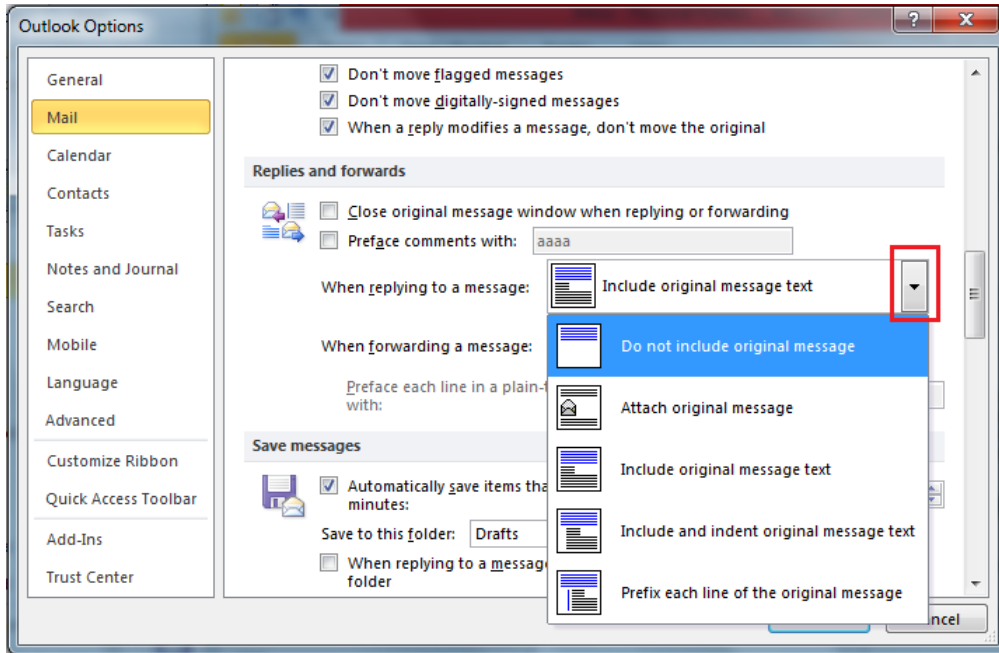 Outlook Options
General
Mail
Calendar
Contacts
Tasks
Notes and Journal
Search
Mobile
Language
Advanced
Customize Ribbon
Quick Access Toolbar
Add-Ins
Trust Center
Don't move flagged messages
Don't move digitally-signed messages
When a reply modifies a message, don't move the original
Replies and forwards
Close original message window when replying or forwarding
Preface comments with: aaaa
When replying to a message: Include original message text
Do not include original message
Attach original message
Include original message text
Include and indent original message text
Prefix each line of the original message
When forwarding a message:
Preface each line in a plain-t
with:
Save messages
Automatically save items tha
minutes:
Save to this folder: Drafts
When replying to a messag
folder
ncel